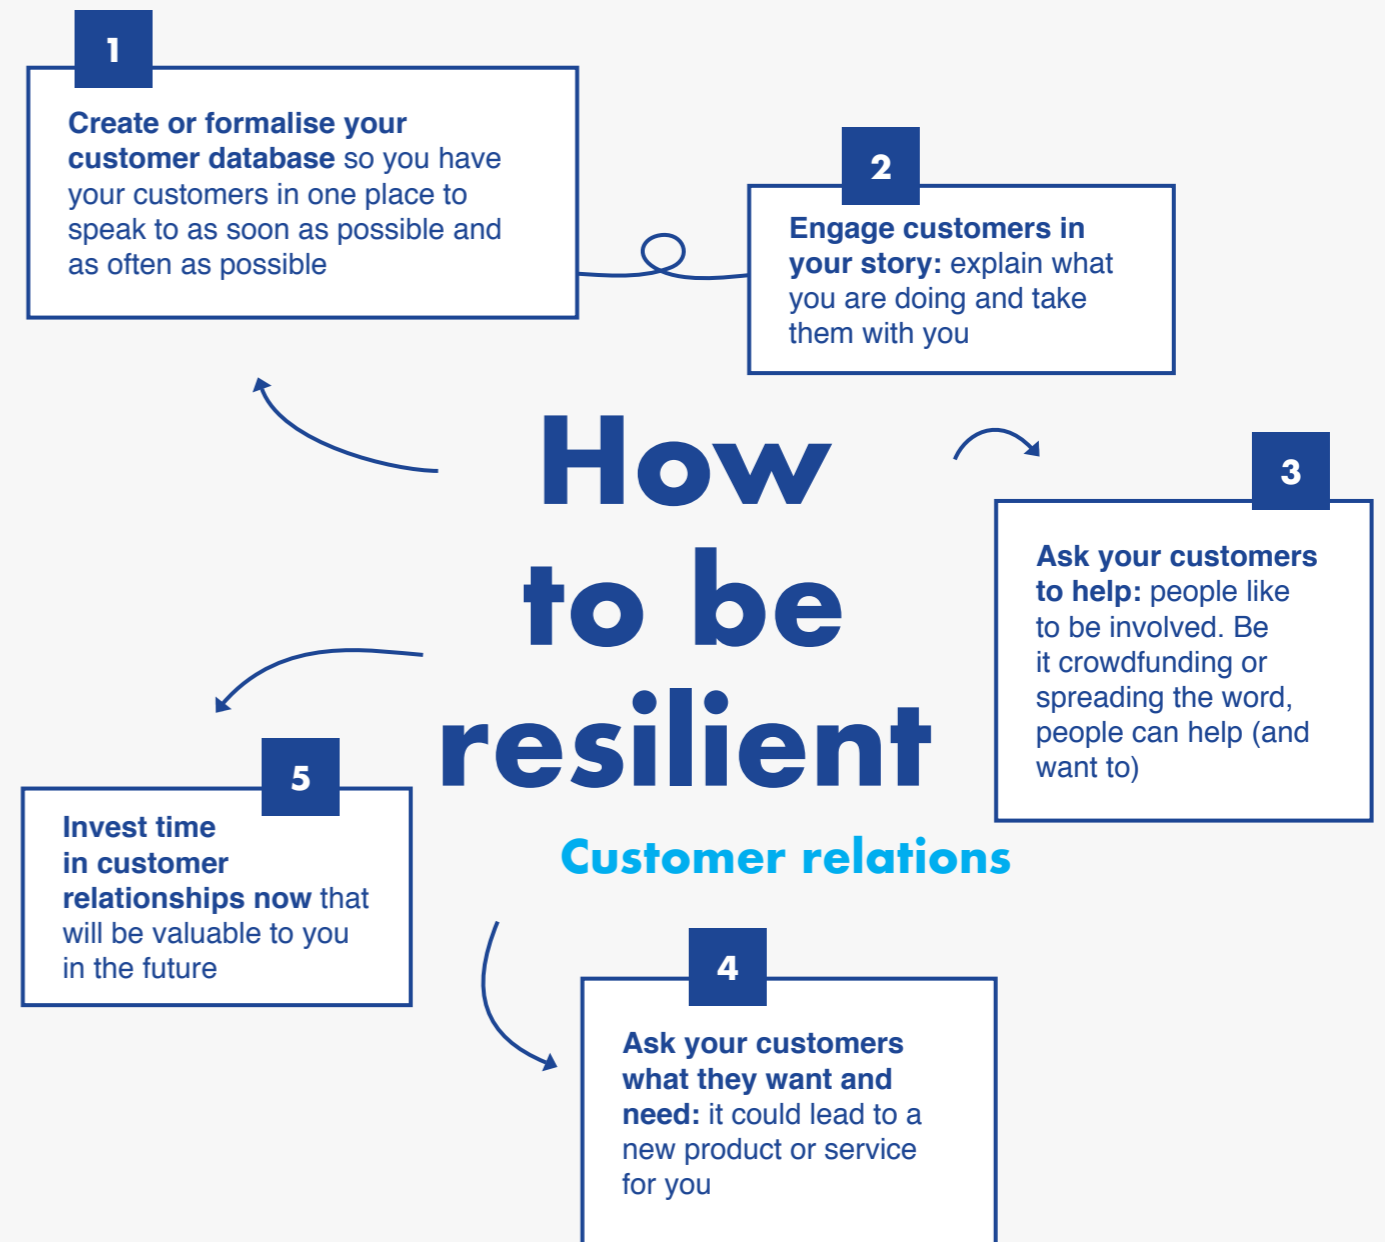 1
Create or formalise your
customer database so you have
your customers in one place to
speak to as soon as possible and
as often as possible
2
Engage customers in
your story: explain what
you are doing and take
them with you
How
to be
resilient
Customer relations
3
Ask your customers
to help: people like
to be involved. Be
it crowdfunding or
spreading the word,
people can help (and
want to)
4
Ask your customers
what they want and
need: it could lead to a
new product or service
for you
5
Invest time
in customer
relationships now that
will be valuable to you
in the future